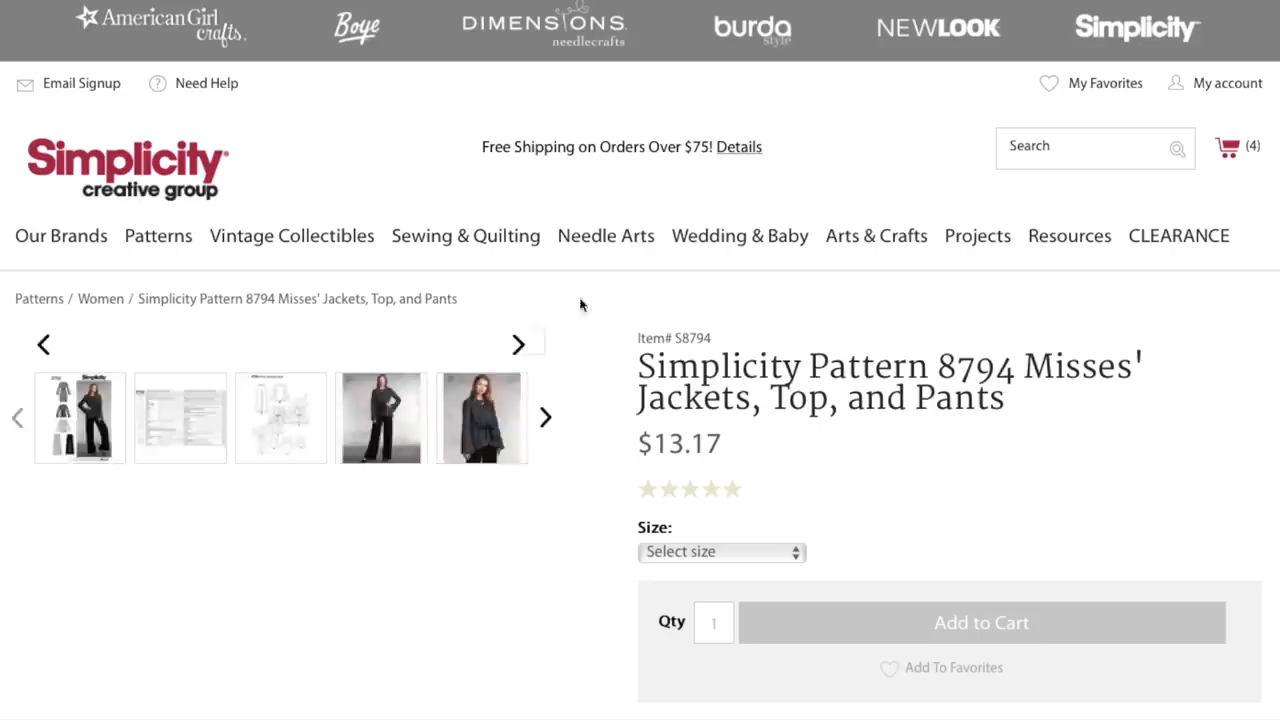 AmericanGirl crafts.
Boye
DIMENSIONS needlecrafts
burda style
NEWLOOK
Simplicity
Email Signup
Need Help
My Favorites
My account
Simplicity
creative group
Free Shipping on Orders Over $75! Details
Search
(4)
Our Brands Patterns Vintage Collectibles Sewing & Quilting Needle Arts Wedding & Baby Arts & Crafts Projects Resources CLEARANCE
Patterns / Women / Simplicity Pattern 8794 Misses' Jackets, Top, and Pants
Item# S8794
Simplicity Pattern 8794 Misses'
Jackets, Top, and Pants
$13.17
Size:
Select size
Qty 1 Add to Cart
Add To Favorites